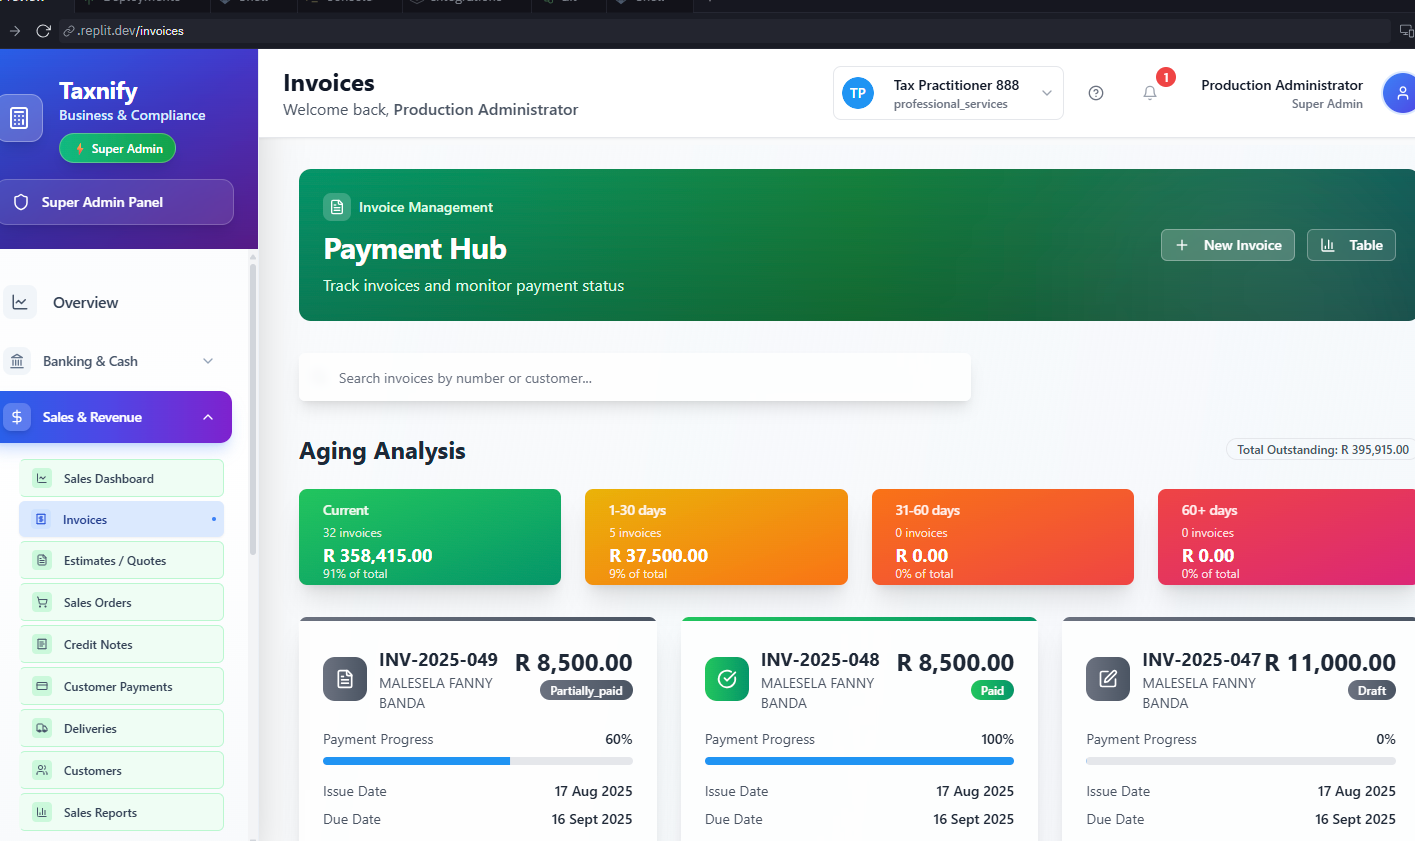 .replit.dev/invoices
Taxnify
Business & Compliance
Super Admin
Super Admin Panel
Overview
Banking & Cash
Sales & Revenue
Sales Dashboard
Invoices
Estimates / Quotes
Sales Orders
Credit Notes
Customer Payments
Deliveries
Customers
Sales Reports
Invoices
Welcome back, Production Administrator
TP
Tax Practitioner 888
professional_services
1
Production Administrator
Super Admin
Invoice Management
Payment Hub
Track invoices and monitor payment status
New Invoice
Table
Search invoices by number or customer...
Aging Analysis
Total Outstanding: R 395,915.00
Current
32 invoices
R 358,415.00
91% of total
1-30 days
5 invoices
R 37,500.00
9% of total
31-60 days
0 invoices
R 0.00
0% of total
60+ days
0 invoices
R 0.00
0% of total
INV-2025-049
R 8,500.00
MALESELA FANNY
BANDA
Partially_paid
Payment Progress
60%
Issue Date
17 Aug 2025
Due Date
16 Sept 2025
INV-2025-048
R 8,500.00
MALESELA FANNY
BANDA
Paid
Payment Progress
100%
Issue Date
17 Aug 2025
Due Date
16 Sept 2025
INV-2025-047
R 11,000.00
MALESELA FANNY
BANDA
Draft
Payment Progress
0%
Issue Date
17 Aug 2025
Due Date
16 Sept 2025